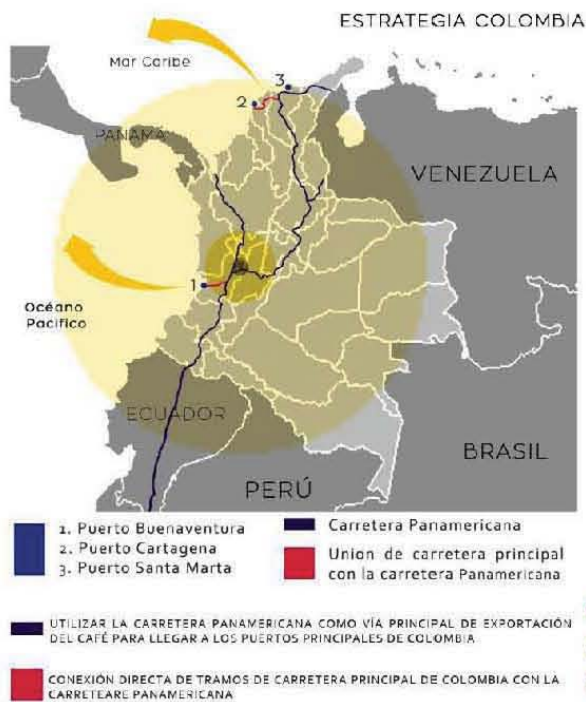 ESTRATEGIA COLOMBIA
Mar Caribe
3
2
PANAMÁ
VENEZUELA
1
Océano
Pacifico
ECUADOR
BRASIL
PERÚ
1. Puerto Buenaventura
2. Puerto Cartagena
3. Puerto Santa Marta
Carretera Panamericana
Union de carretera principal
con la carretera Panamericana
UTILIZAR LA CARRETERA PANAMERICANA COMO VÍA PRINCIPAL DE EXPORTACIÓN
DEL CAFÉ PARA LLEGAR A LOS PUERTOS PRINCIPALES DE COLOMBIA
CONEXIÓN DIRECTA DE TRAMOS DE CARRETERA PRINCIPAL DE COLOMBIA CON LA
CARRETEARE PANAMERICANA